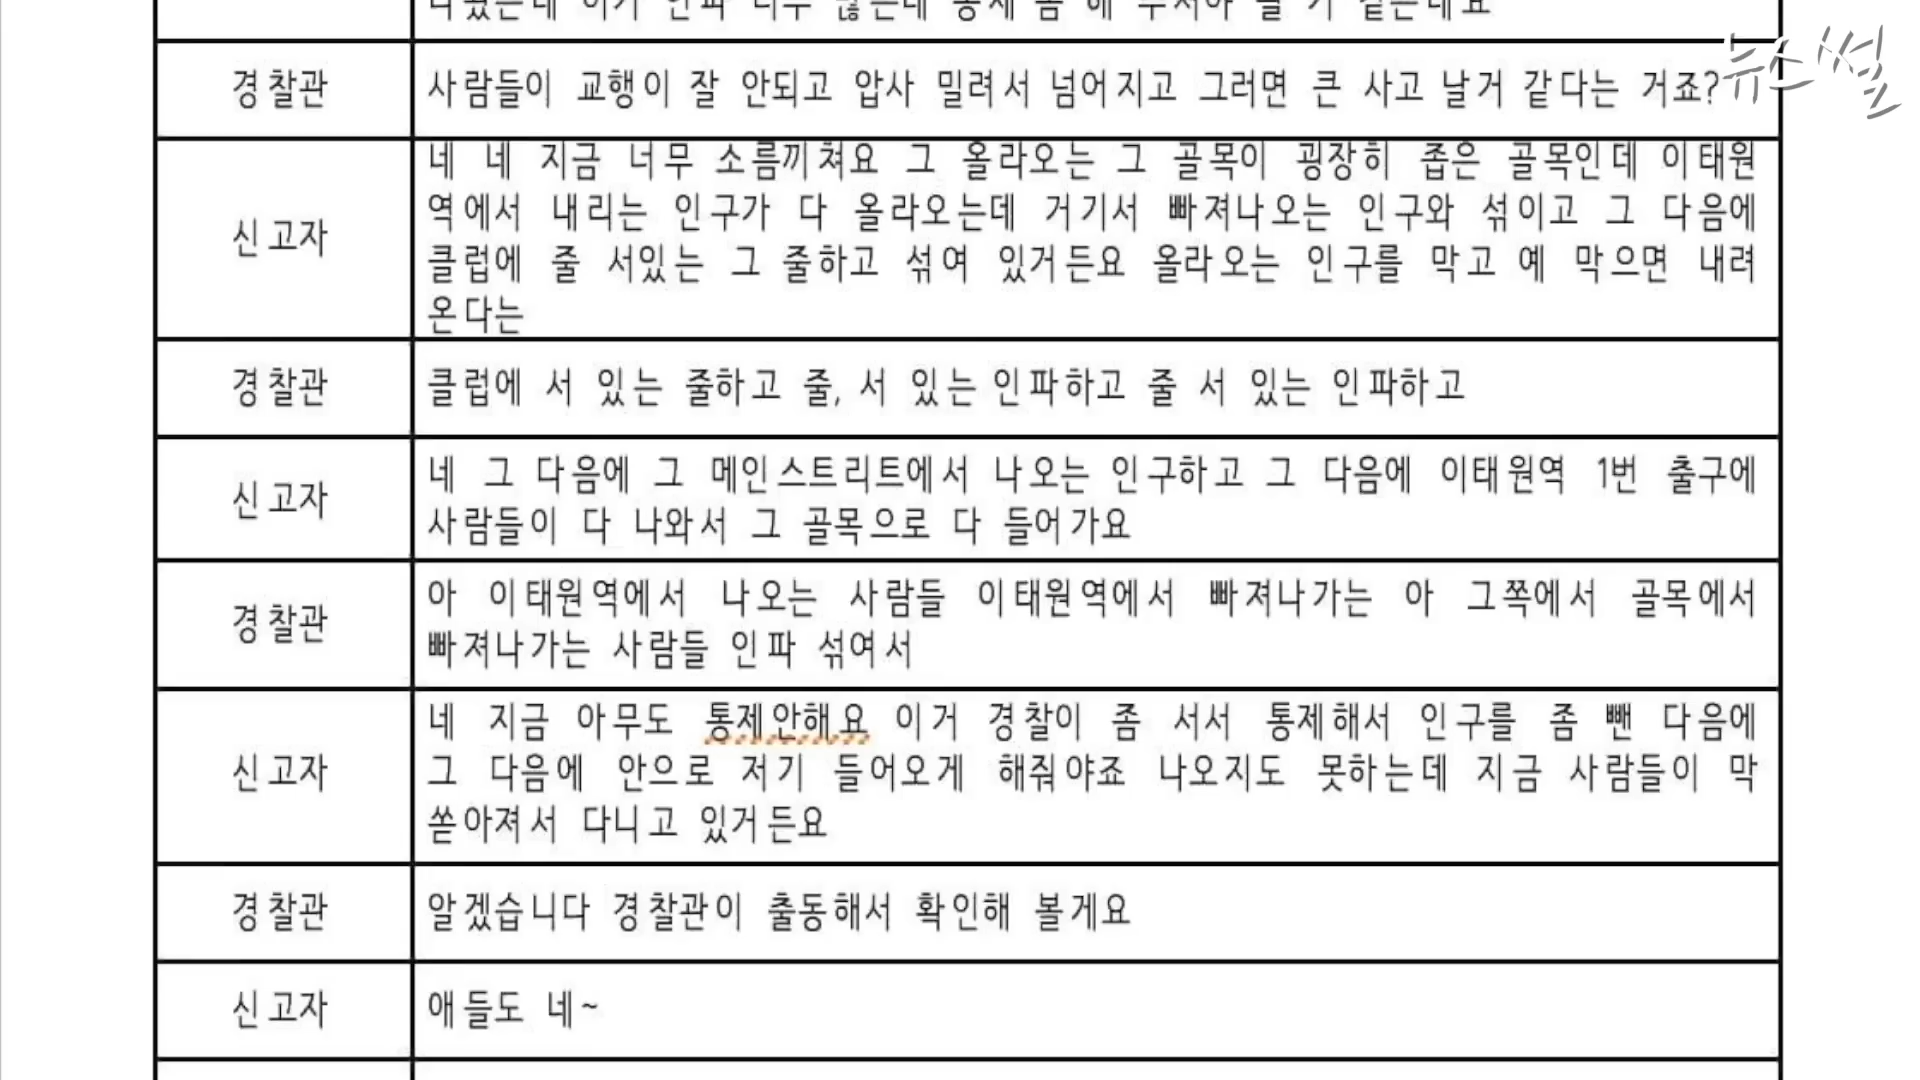 뉴스썰
경찰관
사람들이 교행이 잘 안되고 압사 밀려서 넘어지고 그러면 큰 사고 날거 같다는 거죠?
신고자
네 네 지금 너무 소름끼쳐요 그 올라오는 그 골목이 굉장히 좁은 골목인데 이태원
역에서 내리는 인구가 다 올라오는데 거기서 빠져나오는 인구와 섞이고 그 다음에
클럽에 줄 서있는 그 줄하고 섞여 있거든요 올라오는 인구를 막고 예 막으면 내려
온다는
경찰관
클럽에 서 있는 줄하고 줄, 서 있는 인파하고 줄 서 있는 인파하고
신고자
네 그 다음에 그 메인스트리트에서 나오는 인구하고 그 다음에 이태원역 1번 출구에
사람들이 다 나와서 그 골목으로 다 들어가요
경찰관
아 이태원역에서 나오는 사람들 이태원역에서 빠져나가는 아 그쪽에서 골목에서
빠져나가는 사람들 인파 섞여서
신고자
네 지금 아무도 통제안해요 이거 경찰이 좀 서서 통제해서 인구를 좀 뺀 다음에
그 다음에 안으로 저기 들어오게 해줘야죠 나오지도 못하는데 지금 사람들이 막
쏟아져서 다니고 있거든요
경찰관
알겠습니다 경찰관이 출동해서 확인해 볼게요
신고자
애들도 네~